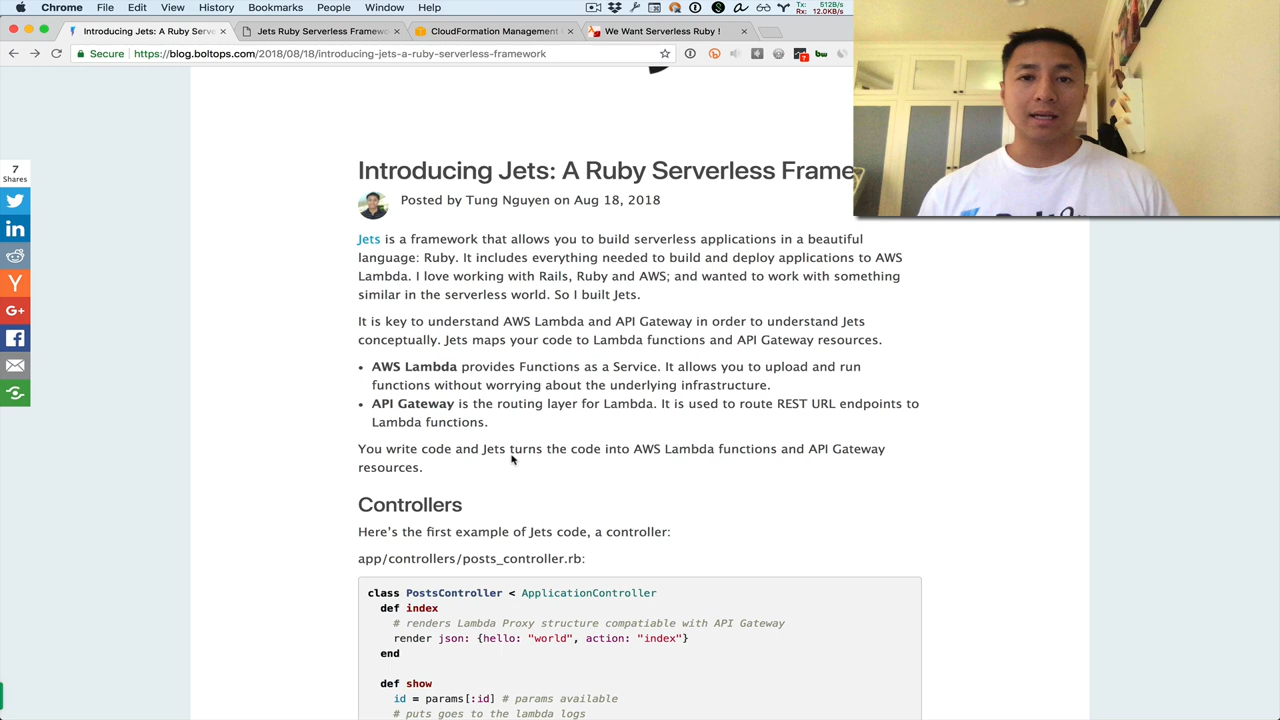 Chrome File Edit View History Bookmarks People Window Help
Tx: 512B/s
Rx: 12.0KB/s
Introducing Jets: A Ruby Serve
Jets Ruby Serverless Framewo
CloudFormation Management
We Want Serverless Ruby !
Secure https://blog.boltops.com/2018/08/18/introducing-jets-a-ruby-serverless-framework
7
Shares
Introducing Jets: A Ruby Serverless Frame
Posted by Tung Nguyen on Aug 18, 2018
Jets is a framework that allows you to build serverless applications in a beautiful
language: Ruby. It includes everything needed to build and deploy applications to AWS
Lambda. I love working with Rails, Ruby and AWS; and wanted to work with something
similar in the serverless world. So I built Jets.
It is key to understand AWS Lambda and API Gateway in order to understand Jets
conceptually. Jets maps your code to Lambda functions and API Gateway resources.
• AWS Lambda provides Functions as a Service. It allows you to upload and run
functions without worrying about the underlying infrastructure.
• API Gateway is the routing layer for Lambda. It is used to route REST URL endpoints to
Lambda functions.
You write code and Jets turns the code into AWS Lambda functions and API Gateway
resources.
Controllers
Here's the first example of Jets code, a controller:
app/controllers/posts_controller.rb:
class PostsController < ApplicationController
def index
# renders Lambda Proxy structure compatiable with API Gateway
render json: {hello: "world", action: "index"}
end
def show
id = params[:id] # params available
# puts goes to the lambda logs